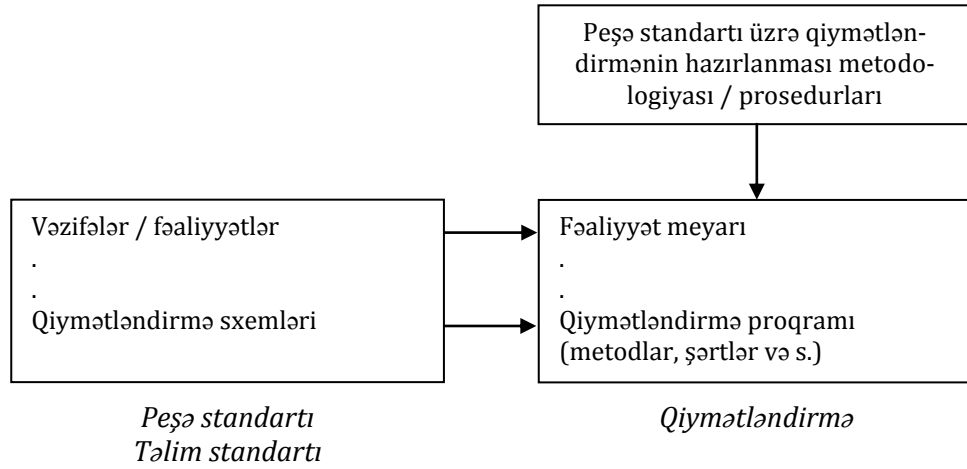 Peşə standartı üzrə qiymətlən-
dirmənin hazırlanması metodo-
logiyası / prosedurları
Vəzifələr / fəaliyyətlər
.
.
Qiymətləndirmə sxemləri
Fəaliyyət meyarı
.
.
Qiymətləndirmə proqramı
(metodlar, şərtlər və s.)
Peşə standartı
Təlim standartı
Qiymətləndirmə